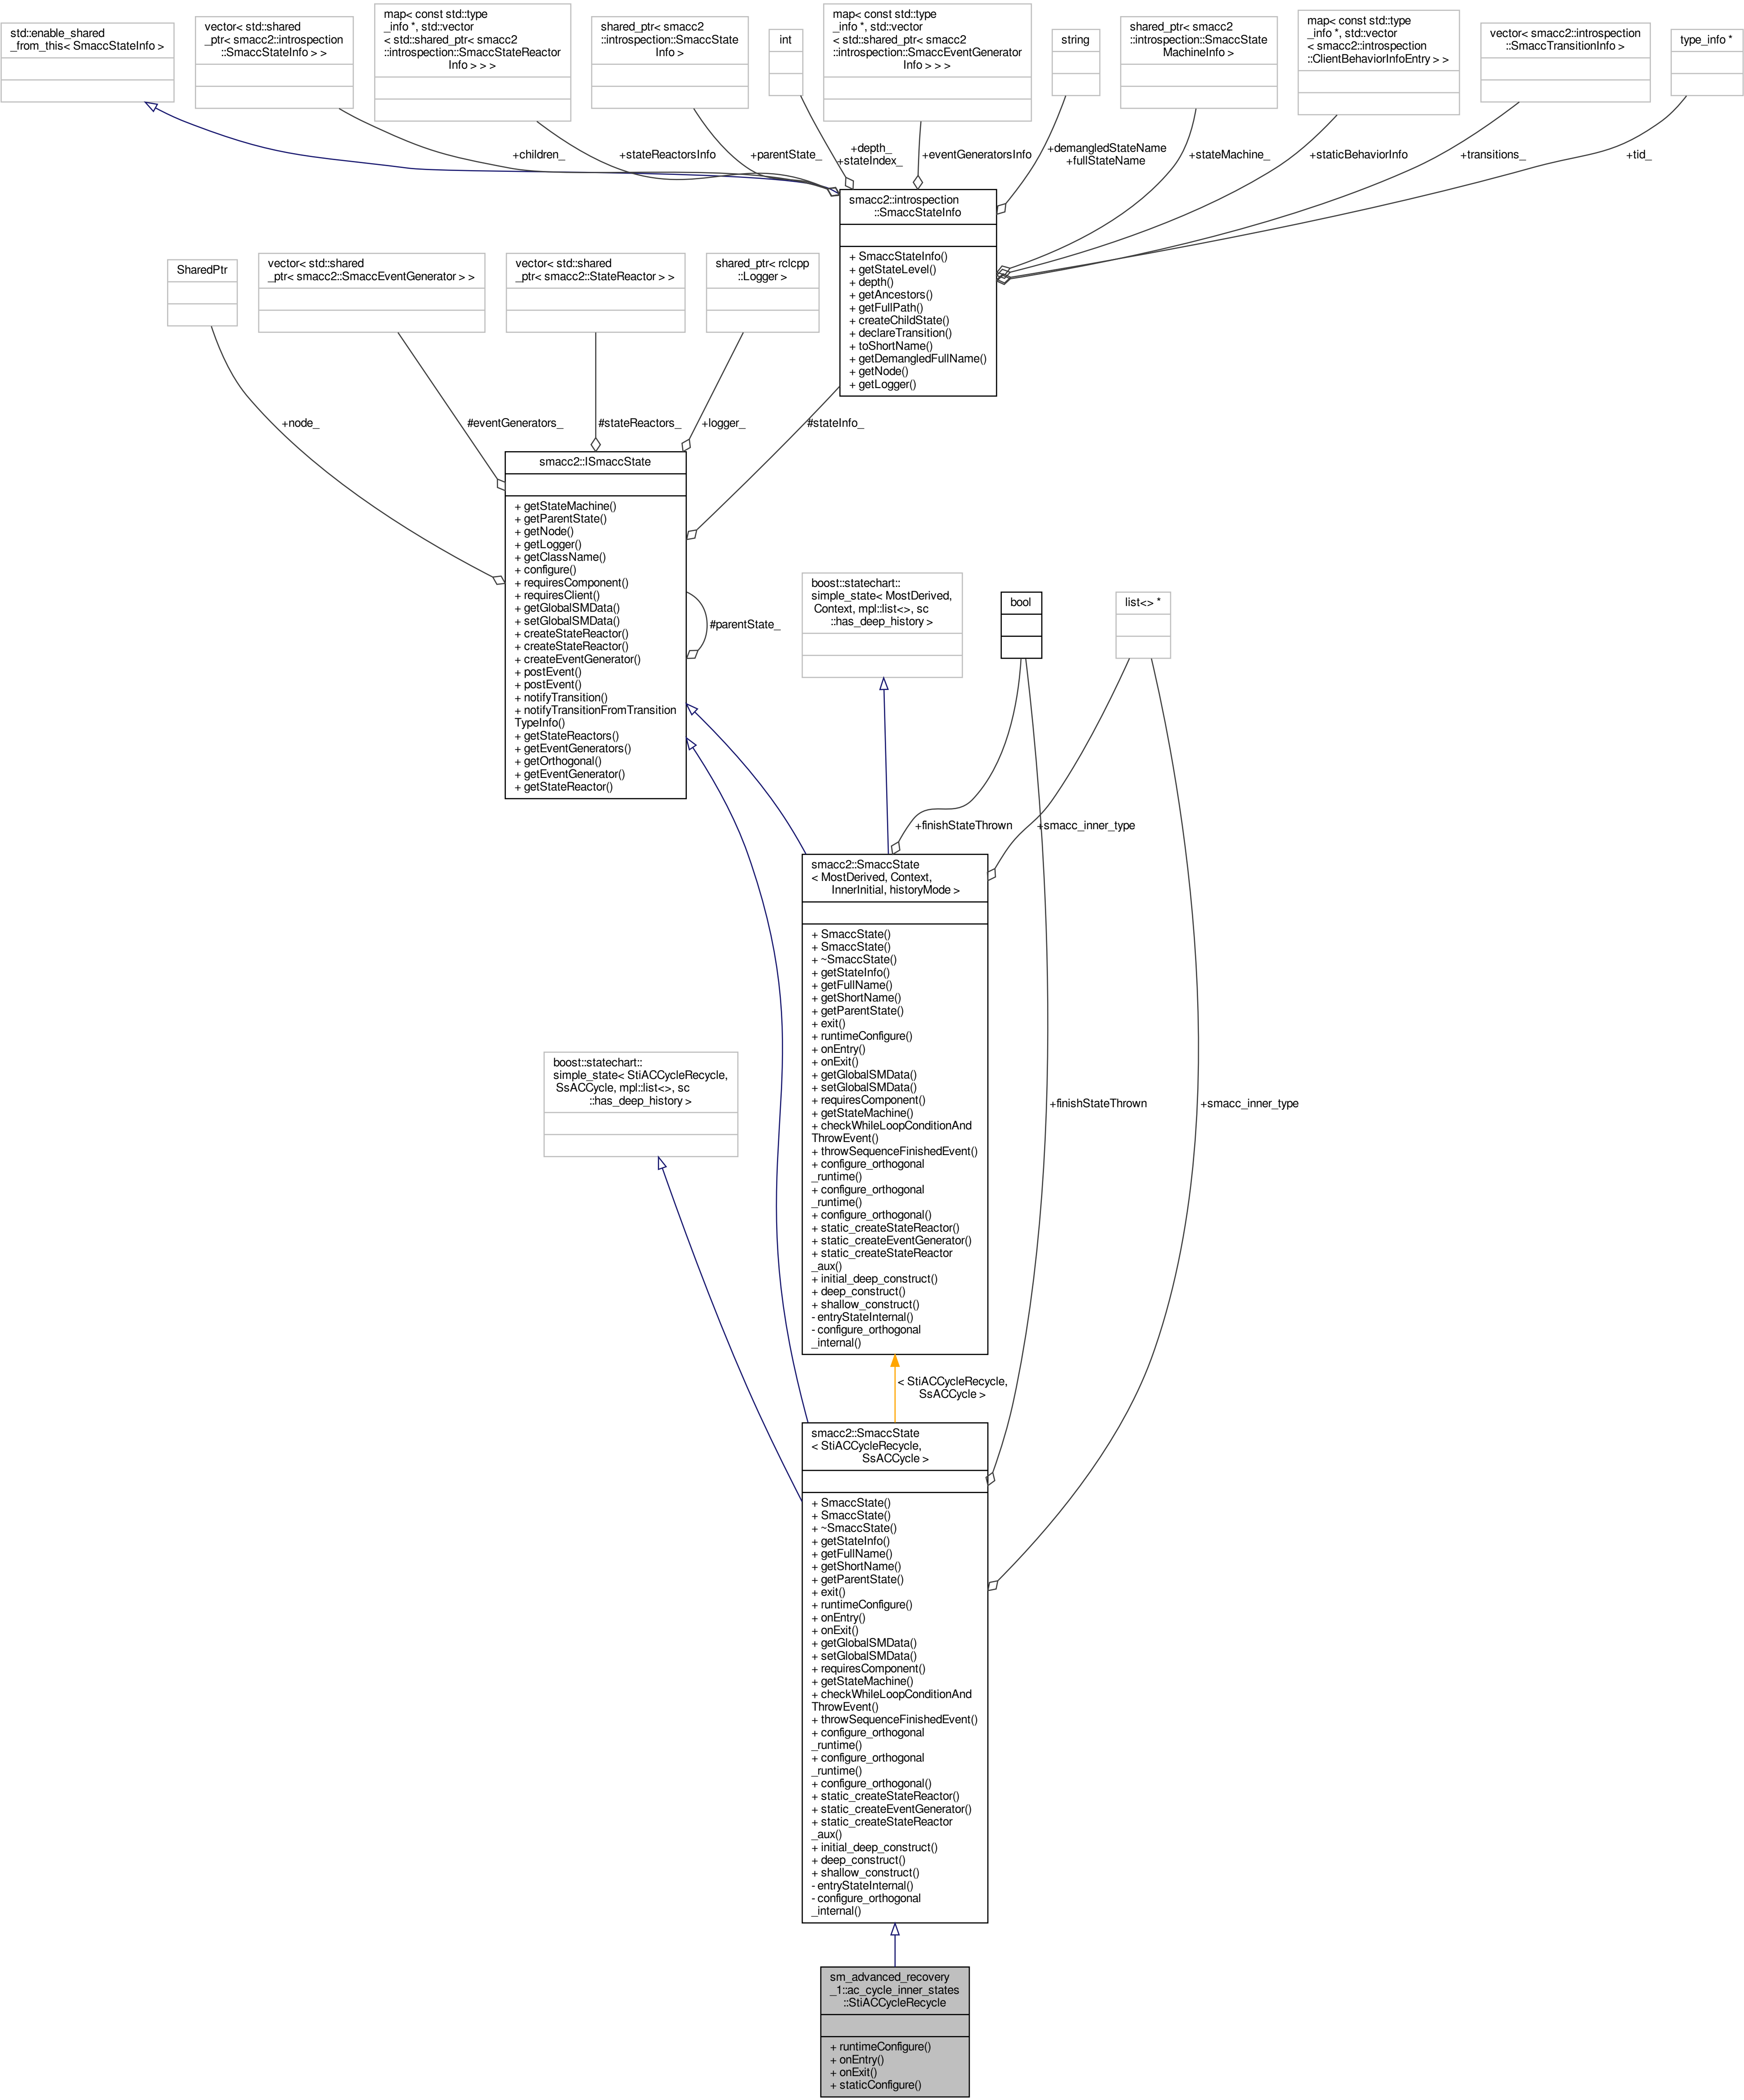 std::enable_shared
_from_this< SmaccStateInfo >
vector< std::shared
_ptr< smacc2::introspection
::SmaccStateInfo > >
map< const std::type
_info *, std::vector
< std::shared_ptr< smacc2
::introspection::SmaccStateReactor
Info > > >
shared_ptr< smacc2
::introspection::SmaccState
Info >
int
map< const std::type
_info *, std::vector
< std::shared_ptr< smacc2
::introspection::SmaccEventGenerator
Info > > >
string
shared_ptr< smacc2
::introspection::SmaccState
MachineInfo >
map< const std::type
_info *, std::vector
< smacc2::introspection
::ClientBehaviorInfoEntry > >
vector< smacc2::introspection
::SmaccTransitionInfo >
type_info *
+children_
+stateReactorsInfo
+parentState_
+depth_
+stateIndex_
+eventGeneratorsInfo
+demangledStateName
+fullStateName
+stateMachine_
+staticBehaviorInfo
+transitions_
+tid_
smacc2::introspection
::SmaccStateInfo
+ SmaccStateInfo()
+ getStateLevel()
+ depth()
+ getAncestors()
+ getFullPath()
+ createChildState()
+ declareTransition()
+ toShortName()
+ getDemangledFullName()
+ getNode()
+ getLogger()
SharedPtr
vector< std::shared
_ptr< smacc2::SmaccEventGenerator > >
vector< std::shared
_ptr< smacc2::StateReactor > >
shared_ptr< rclcpp
::Logger >
+node_
#eventGenerators_
#stateReactors_
+logger_
#stateInfo_
smacc2::ISmaccState
+ getStateMachine()
+ getParentState()
+ getNode()
+ getLogger()
+ getClassName()
+ configure()
+ requiresComponent()
+ requiresClient()
+ getGlobalSMData()
+ setGlobalSMData()
+ createStateReactor()
+ createStateReactor()
+ createEventGenerator()
+ postEvent()
+ postEvent()
+ notifyTransition()
+ notifyTransitionFromTransition
TypeInfo()
+ getStateReactors()
+ getEventGenerators()
+ getOrthogonal()
+ getEventGenerator()
+ getStateReactor()
#parentState_
boost::statechart::
simple_state< MostDerived,
Context, mpl::list<>, sc
::has_deep_history >
bool
list<> *
+finishStateThrown
+smacc_inner_type
smacc2::SmaccState
< MostDerived, Context,
InnerInitial, historyMode >
+ SmaccState()
+ SmaccState()
+ ~SmaccState()
+ getStateInfo()
+ getFullName()
+ getShortName()
+ getParentState()
+ exit()
+ runtimeConfigure()
+ onEntry()
+ onExit()
+ getGlobalSMData()
+ setGlobalSMData()
+ requiresComponent()
+ getStateMachine()
+ checkWhileLoopConditionAnd
ThrowEvent()
+ throwSequenceFinishedEvent()
+ configure_orthogonal
_runtime()
+ configure_orthogonal
_runtime()
+ configure_orthogonal()
+ static_createStateReactor()
+ static_createEventGenerator()
+ static_createStateReactor
_aux()
+ initial_deep_construct()
+ deep_construct()
+ shallow_construct()
- entryStateInternal()
- configure_orthogonal
_internal()
boost::statechart::
simple_state< StiACCycleRecycle,
SsACCycle, mpl::list<>, sc
::has_deep_history >
+finishStateThrown
+smacc_inner_type
< StiACCycleRecycle,
SsACCycle >
smacc2::SmaccState
< StiACCycleRecycle,
SsACCycle >
+ SmaccState()
+ SmaccState()
+ ~SmaccState()
+ getStateInfo()
+ getFullName()
+ getShortName()
+ getParentState()
+ exit()
+ runtimeConfigure()
+ onEntry()
+ onExit()
+ getGlobalSMData()
+ setGlobalSMData()
+ requiresComponent()
+ getStateMachine()
+ checkWhileLoopConditionAnd
ThrowEvent()
+ throwSequenceFinishedEvent()
+ configure_orthogonal
_runtime()
+ configure_orthogonal
_runtime()
+ configure_orthogonal()
+ static_createStateReactor()
+ static_createEventGenerator()
+ static_createStateReactor
_aux()
+ initial_deep_construct()
+ deep_construct()
+ shallow_construct()
- entryStateInternal()
- configure_orthogonal
_internal()
sm_advanced_recovery
_1::ac_cycle_inner_states
::StiACCycleRecycle
+ runtimeConfigure()
+ onEntry()
+ onExit()
+ staticConfigure()